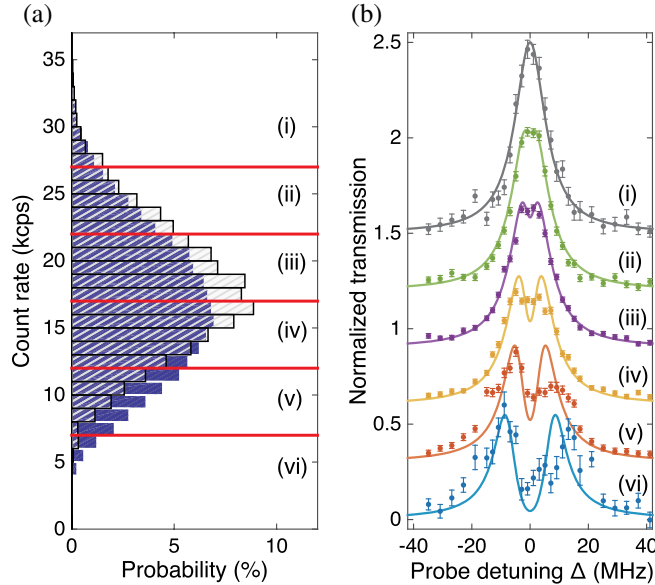 (a)
(b)
35
30
25
20
15
10
5
0
Count rate (kcps)
(i)
(ii)
(iii)
(iv)
(v)
(vi)
0
5
10
Probability (%)
2.5
2
1.5
1
0.5
0
Normalized transmission
(i)
(ii)
(iii)
(iv)
(v)
(vi)
-40
-20
0
20
40
Probe detuning Δ (MHz)